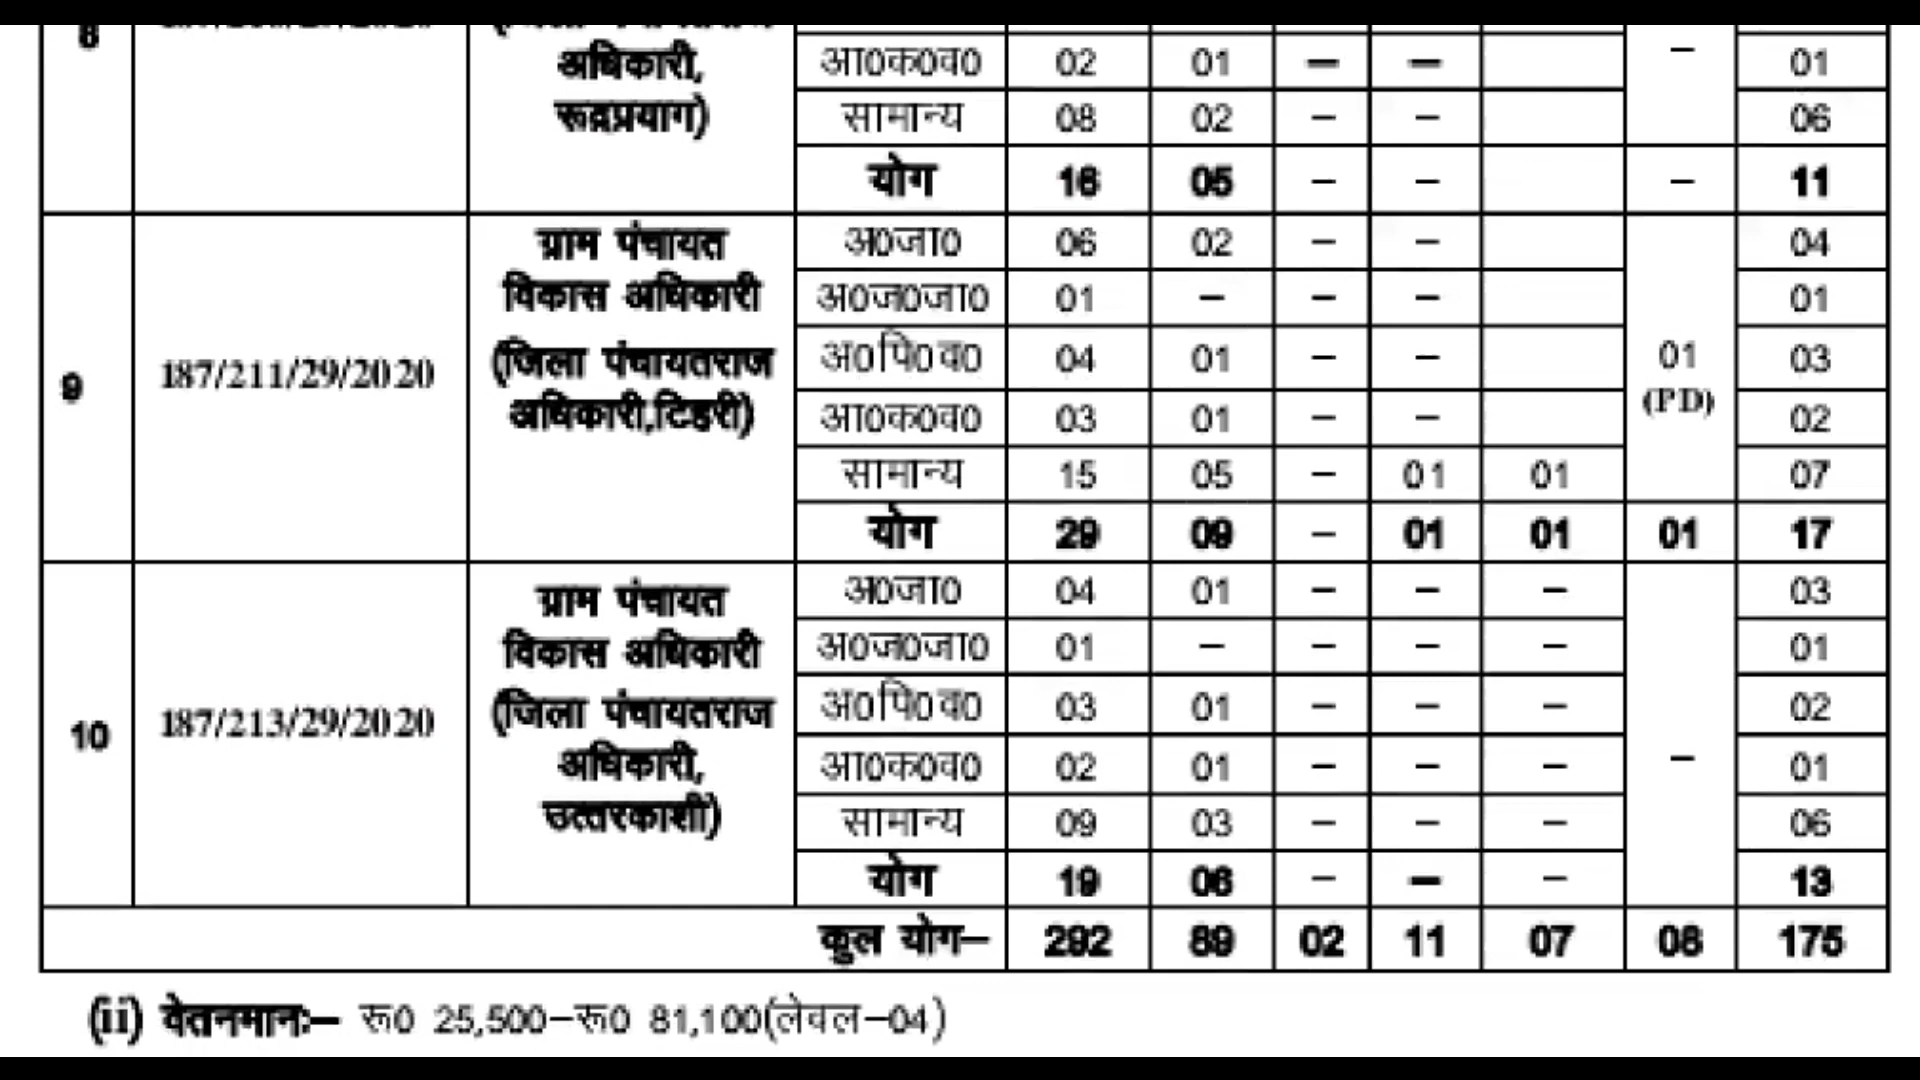 8
अधिकारी,
रूद्रप्रयाग)
आ0क0व0 02 01 – – – 01
सामान्य 08 02 – – 06
योग 16 05 – – – 11
9
187/211/29/2020
ग्राम पंचायत
विकास अधिकारी
(जिला पंचायतराज
अधिकारी,टिहरी)
अ0जा0 06 02 – – 04
अ0ज0जा0 01 – – – 01
अ0पि0व0 04 01 – – 03
आ0क0व0 03 01 – – 02
सामान्य 15 05 – 01 01 07
01
(PD)
योग 29 09 – 01 01 01 17
10
187/213/29/2020
ग्राम पंचायत
विकास अधिकारी
(जिला पंचायतराज
अधिकारी,
उत्तरकाशी)
अ0जा0 04 01 – – – 03
अ0ज0जा0 01 – – – – 01
अ0पि0व0 03 01 – – – 02
आ0क0व0 02 01 – – – – 01
सामान्य 09 03 – – – 06
योग 19 06 – – – 13
कुल योग– 292 89 02 11 07 08 175
(ii) वेतनमानः– रू0 25,500–रू0 81,100(लेवल–04)